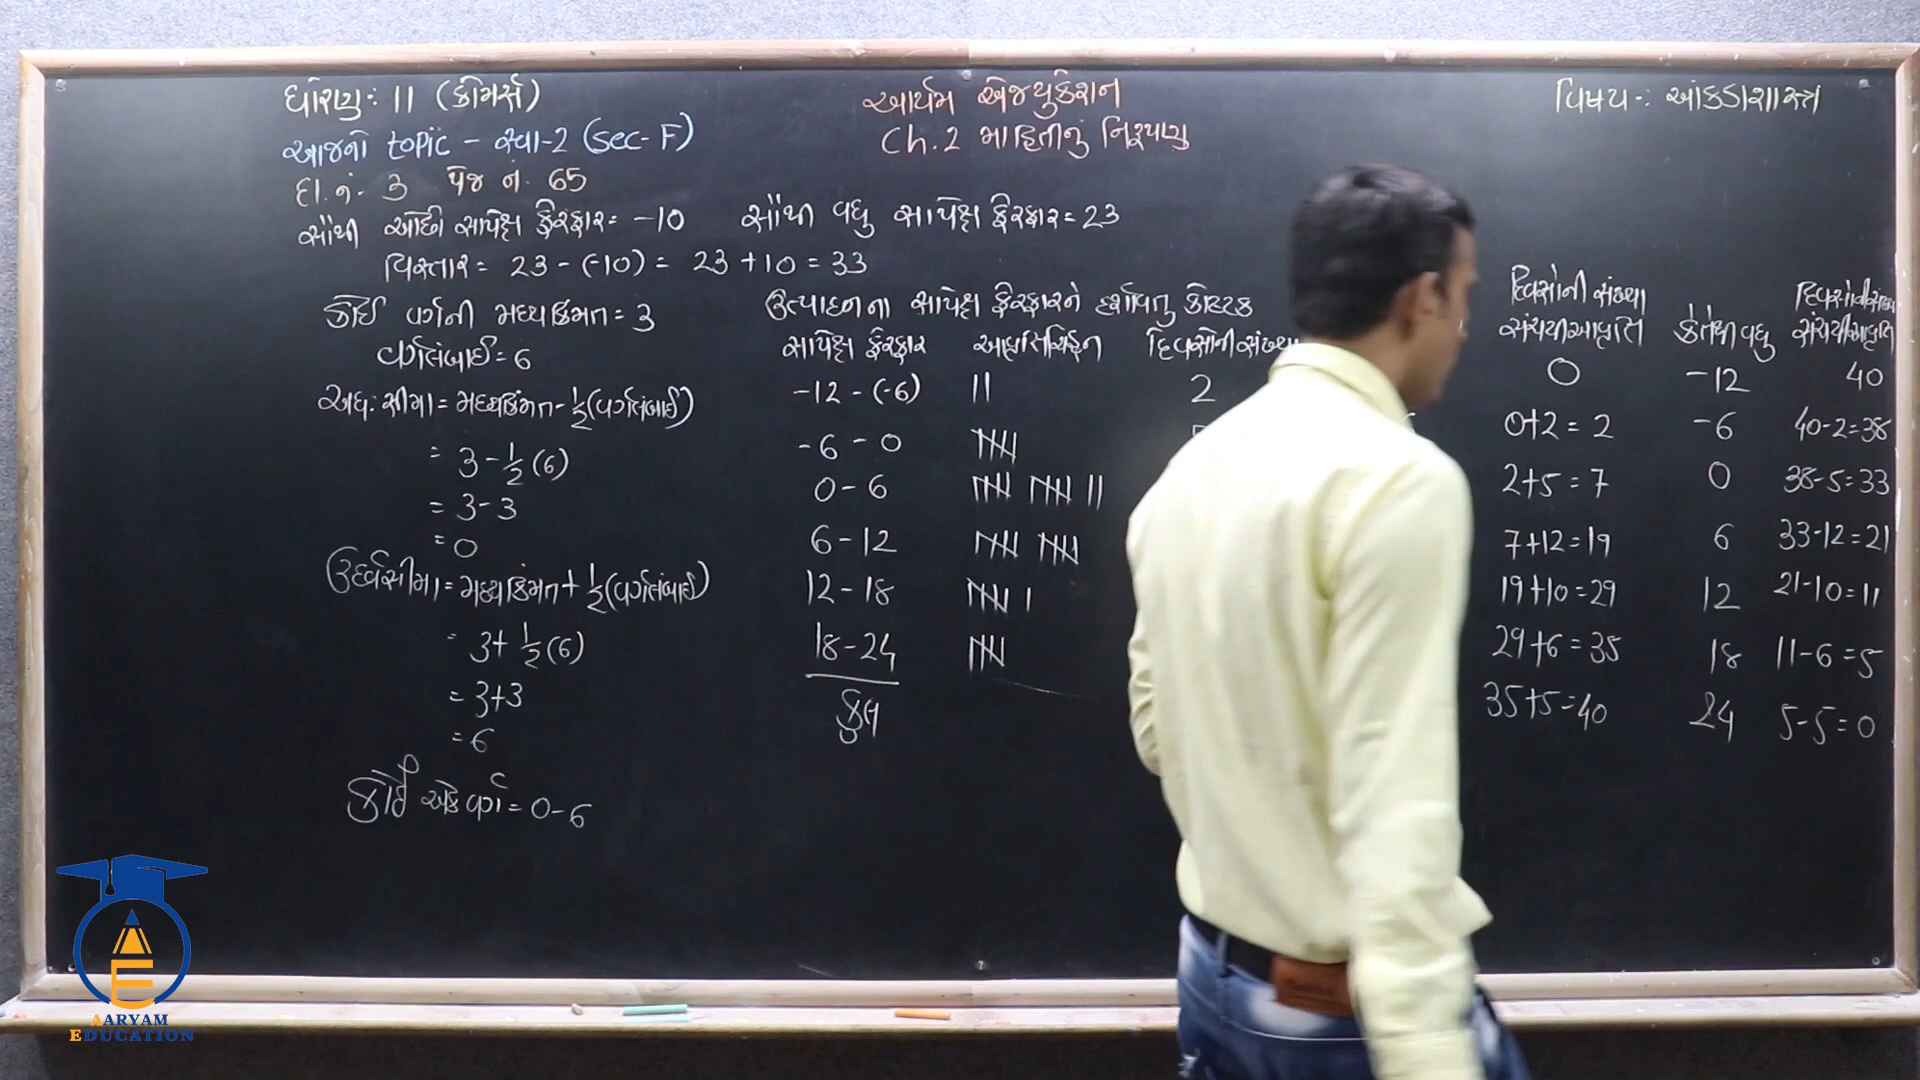 ધોરણ : 11 (કોમર્સ)
આર્યમ એજ્યુકેશન
વિષય -: આંકડાશાસ્ત્ર
આજનો topic - સ્વા-2 (Sec-F)
Ch. 2 માહિતીનું નિરૂપણ
દા.નં. 3 પેજ નં. 65
સૌથી ઓછો સાપેક્ષ ફેરફાર = -10 સૌથી વધુ સાપેક્ષ ફેરફાર = 23
વિસ્તાર = 23 - (-10) = 23 + 10 = 33
કોઈ વર્ગની મધ્યકિંમત = 3
વર્ગલંબાઈ = 6
અધ: સીમા = મધ્યકિંમત - 1/2 (વર્ગલંબાઈ)
= 3 - 1/2 (6)
= 3 - 3
= 0
ઉર્ધ્વસીમા = મધ્યકિંમત + 1/2 (વર્ગલંબાઈ)
= 3 + 1/2 (6)
= 3+3
= 6
કોઈ એક વર્ગ = 0 - 6
ઉત્પાદનના સાપેક્ષ ફેરફારને દર્શાવતુ કોષ્ટક
સાપેક્ષ ફેરફાર આવૃત્તિચિહ્ન દિવસોની સંખ્યા
-12 - (-6) || 2
-6 - 0 ||||
0 - 6 |||| |||| ||
6 - 12 |||| ||||
12 - 18 |||| |
18 - 24 ||||
કુલ
દિવસોની સંખ્યા
સંચયી આવૃત્તિ
0
0+2 = 2
2+5 = 7
7+12 = 19
19+10 = 29
29+6 = 35
35+5 = 40
કે તેથી વધુ
-12
-6
0
6
12
18
24
દિવસોની સંખ્યા
સંચયી આવૃત્તિ
40
40-2=38
38-5=33
33-12=21
21-10=11
11-6=5
5-5=0
AARYAM
EDUCATION